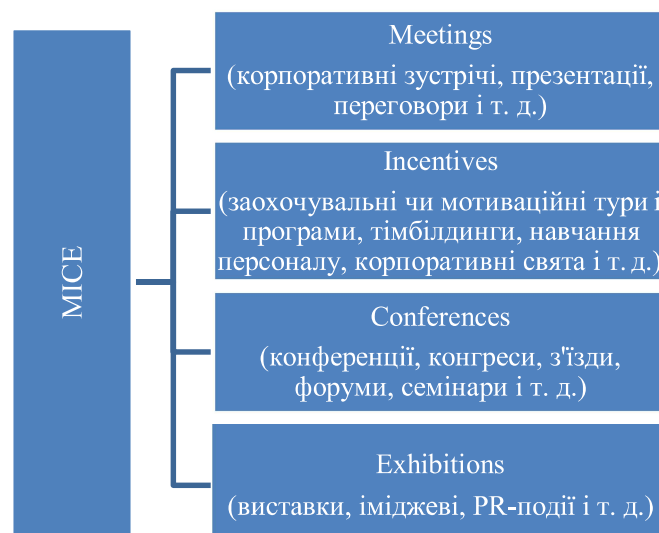 MICE
Meetings
(корпоративні зустрічі, презентації,
переговори і т. д.)
Incentives
(заохочувальні чи мотиваційні тури і
програми, тімбілдинги, навчання
персоналу, корпоративні свята і т. д.)
Conferences
(конференції, конгреси, з'їзди,
форуми, семінари і т. д.)
Exhibitions
(виставки, іміджеві, PR-події і т. д.)